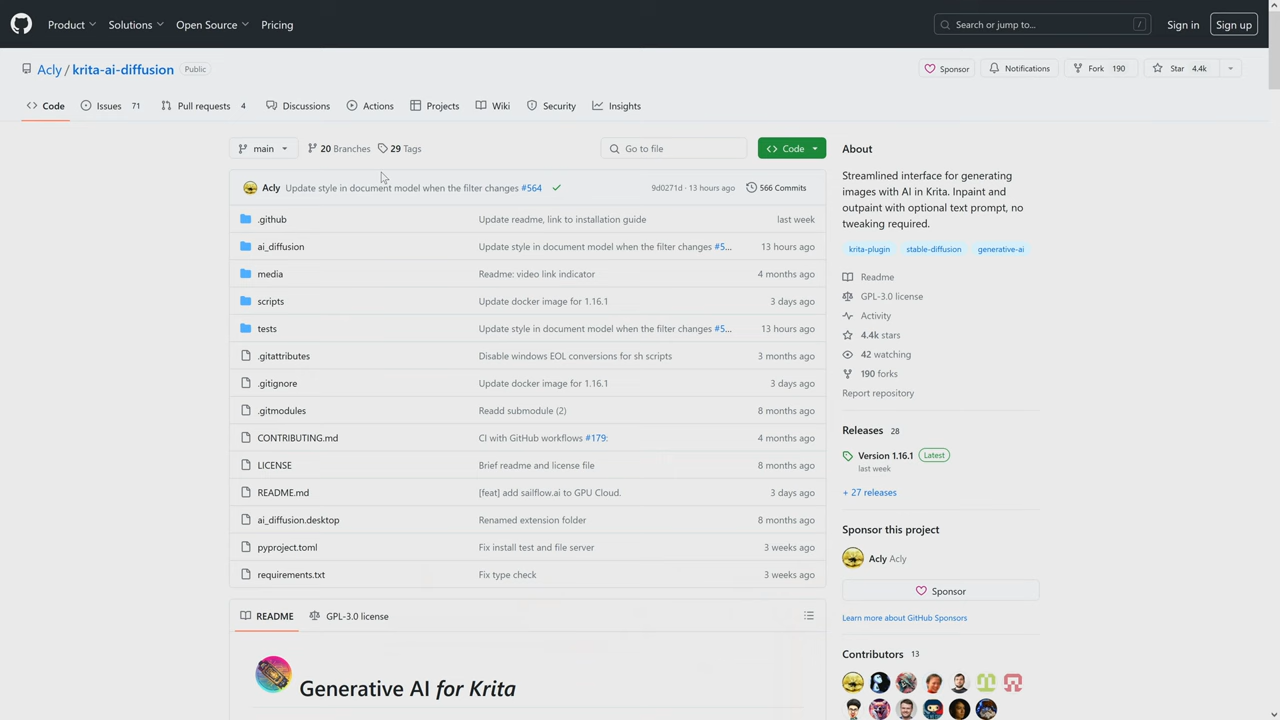 Product Solutions Open Source Pricing Search or jump to... / Sign in Sign up
Acly / krita-ai-diffusion Public Sponsor Notifications Fork 190 Star 4.4k
Code Issues 71 Pull requests 4 Discussions Actions Projects Wiki Security Insights
main 20 Branches 29 Tags Go to file Code
Acly Update style in document model when the filter changes #564 9d0271d · 13 hours ago 566 Commits
.github Update readme, link to installation guide last week
ai_diffusion Update style in document model when the filter changes #5... 13 hours ago
media Readme: video link indicator 4 months ago
scripts Update docker image for 1.16.1 3 days ago
tests Update style in document model when the filter changes #5... 13 hours ago
.gitattributes Disable windows EOL conversions for sh scripts 3 months ago
.gitignore Update docker image for 1.16.1 3 days ago
.gitmodules Readd submodule (2) 8 months ago
CONTRIBUTING.md CI with GitHub workflows #179: 4 months ago
LICENSE Brief readme and license file 8 months ago
README.md [feat] add sailflow.ai to GPU Cloud. 3 days ago
ai_diffusion.desktop Renamed extension folder 8 months ago
pyproject.toml Fix install test and file server 3 weeks ago
requirements.txt Fix type check 3 weeks ago
README GPL-3.0 license
Generative AI for Krita
About
Streamlined interface for generating
images with AI in Krita. Inpaint and
outpaint with optional text prompt, no
tweaking required.
krita-plugin stable-diffusion generative-ai
Readme
GPL-3.0 license
Activity
4.4k stars
42 watching
190 forks
Report repository
Releases 28
Version 1.16.1 Latest
last week
+ 27 releases
Sponsor this project
Acly Acly
Sponsor
Learn more about GitHub Sponsors
Contributors 13